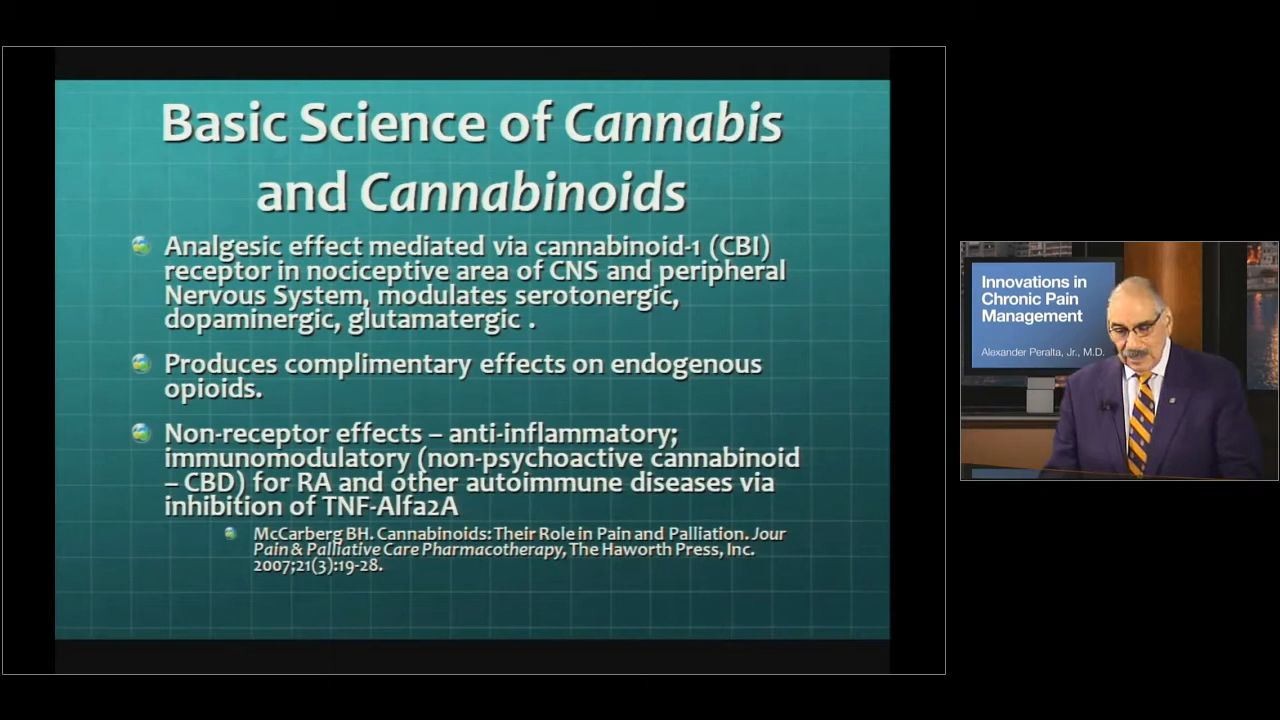 Basic Science of Cannabis
and Cannabinoids
Analgesic effect mediated via cannabinoid-1 (CBI)
receptor in nociceptive area of CNS and peripheral
Nervous System, modulates serotonergic,
dopaminergic, glutamatergic .
Produces complimentary effects on endogenous
opioids.
Non-receptor effects – anti-inflammatory;
immunomodulatory (non-psychoactive cannabinoid
– CBD) for RA and other autoimmune diseases via
inhibition of TNF-Alfa2A
McCarberg BH. Cannabinoids: Their Role in Pain and Palliation. Jour
Pain & Palliative Care Pharmacotherapy, The Haworth Press, Inc.
2007;21(3):19-28.
Innovations in
Chronic Pain
Management
Alexander Peralta, Jr., M.D.